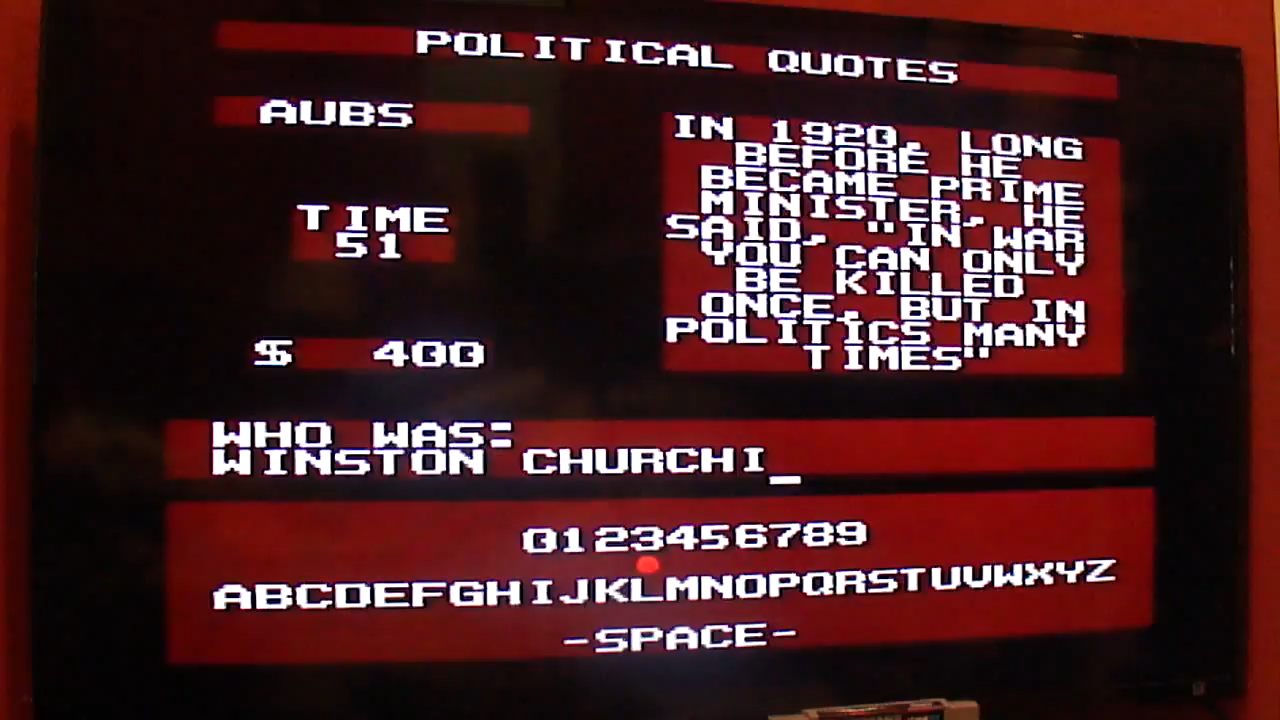 POLITICAL QUOTES
AUBS
IN 1920, LONG
BEFORE HE
BECAME PRIME
MINISTER, HE
SAID, "IN WAR
YOU CAN ONLY
BE KILLED
ONCE, BUT IN
POLITICS MANY
TIMES"
TIME
51
$ 400
WHO WAS:
WINSTON CHURCHI_
0123456789
ABCDEFGHIJKLMNOPQRSTUVWXYZ
-SPACE-